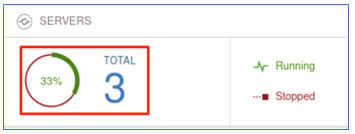 SERVERS
33%
TOTAL
3
Running
Stopped